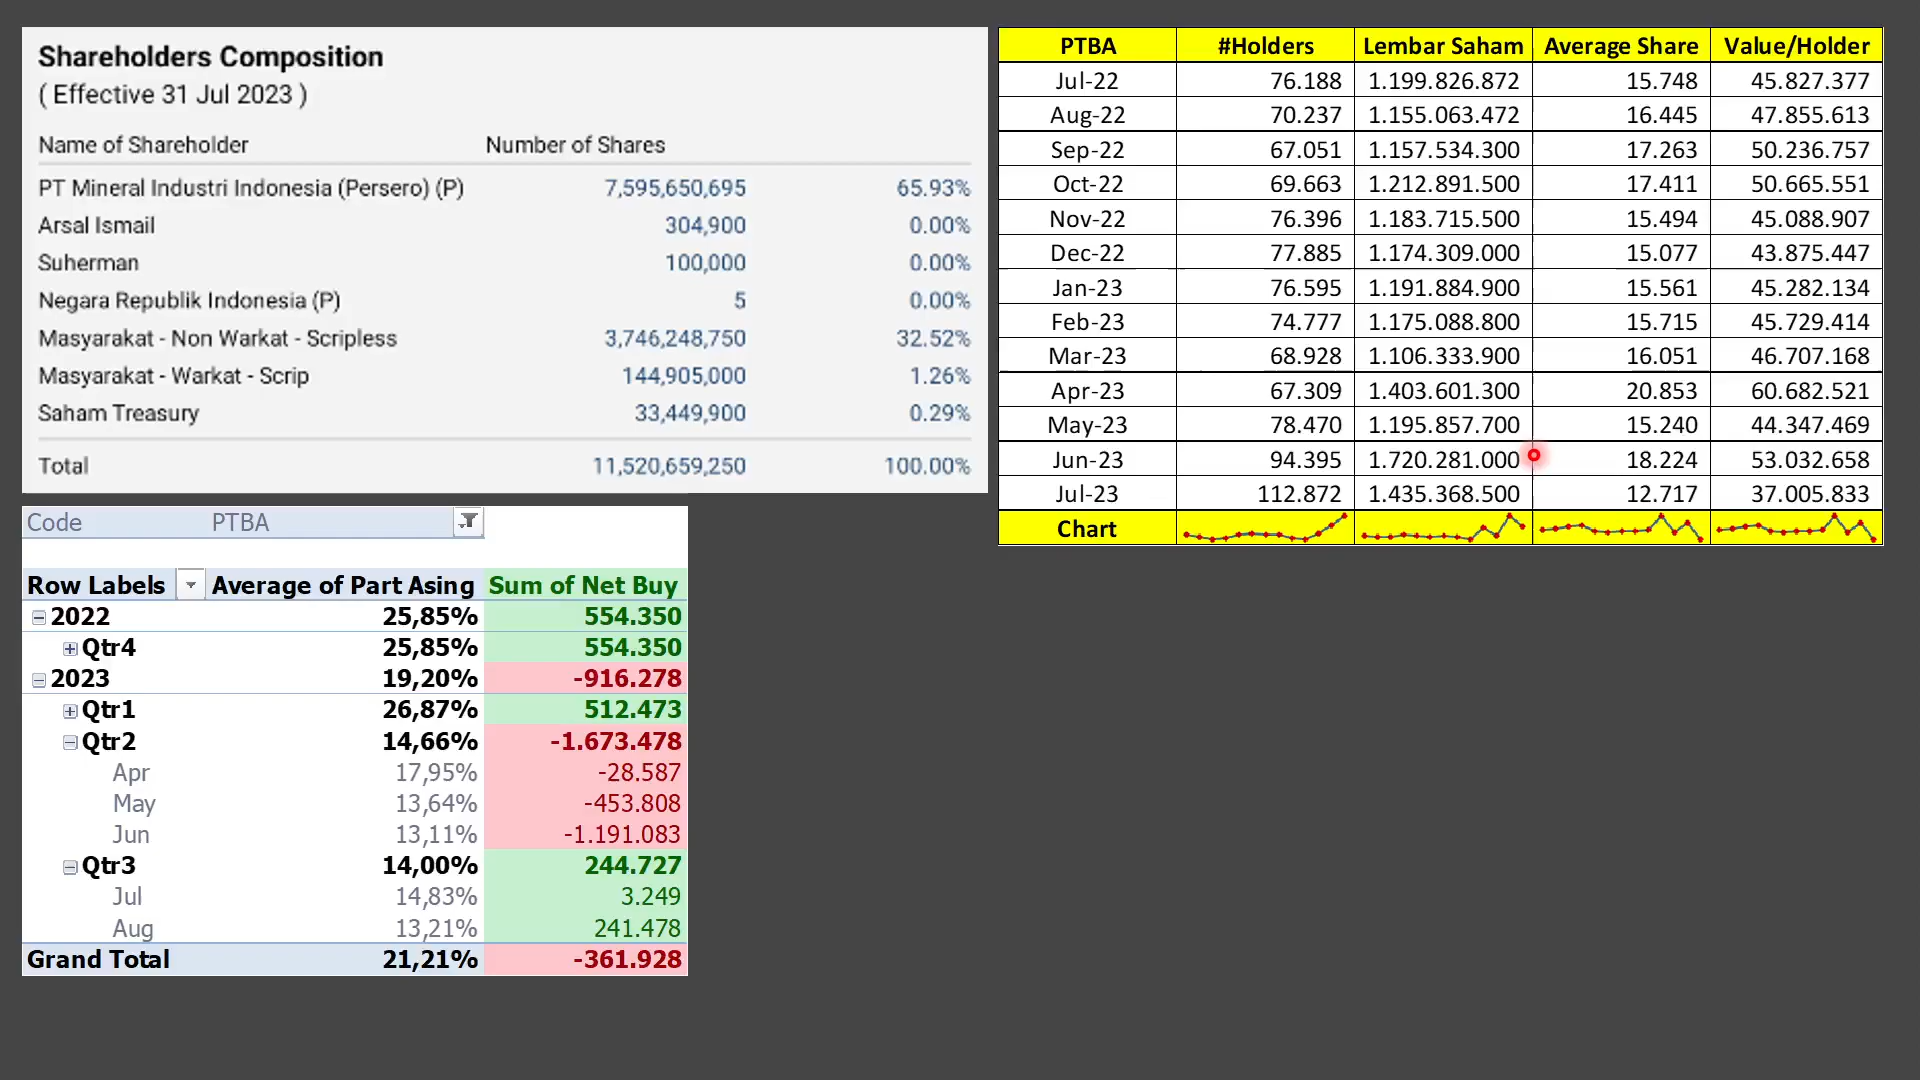 Shareholders Composition
( Effective 31 Jul 2023 )
Name of Shareholder Number of Shares
PT Mineral Industri Indonesia (Persero) (P) 7,595,650,695 65.93%
Arsal Ismail 304,900 0.00%
Suherman 100,000 0.00%
Negara Republik Indonesia (P) 5 0.00%
Masyarakat - Non Warkat - Scripless 3,746,248,750 32.52%
Masyarakat - Warkat - Scrip 144,905,000 1.26%
Saham Treasury 33,449,900 0.29%
Total 11,520,659,250 100.00%
PTBA #Holders Lembar Saham Average Share Value/Holder
Jul-22 76.188 1.199.826.872 15.748 45.827.377
Aug-22 70.237 1.155.063.472 16.445 47.855.613
Sep-22 67.051 1.157.534.300 17.263 50.236.757
Oct-22 69.663 1.212.891.500 17.411 50.665.551
Nov-22 76.396 1.183.715.500 15.494 45.088.907
Dec-22 77.885 1.174.309.000 15.077 43.875.447
Jan-23 76.595 1.191.884.900 15.561 45.282.134
Feb-23 74.777 1.175.088.800 15.715 45.729.414
Mar-23 68.928 1.106.333.900 16.051 46.707.168
Apr-23 67.309 1.403.601.300 20.853 60.682.521
May-23 78.470 1.195.857.700 15.240 44.347.469
Jun-23 94.395 1.720.281.000 18.224 53.032.658
Jul-23 112.872 1.435.368.500 12.717 37.005.833
Chart
Code PTBA
Row Labels Average of Part Asing Sum of Net Buy
2022 25,85% 554.350
Qtr4 25,85% 554.350
2023 19,20% -916.278
Qtr1 26,87% 512.473
Qtr2 14,66% -1.673.478
Apr 17,95% -28.587
May 13,64% -453.808
Jun 13,11% -1.191.083
Qtr3 14,00% 244.727
Jul 14,83% 3.249
Aug 13,21% 241.478
Grand Total 21,21% -361.928